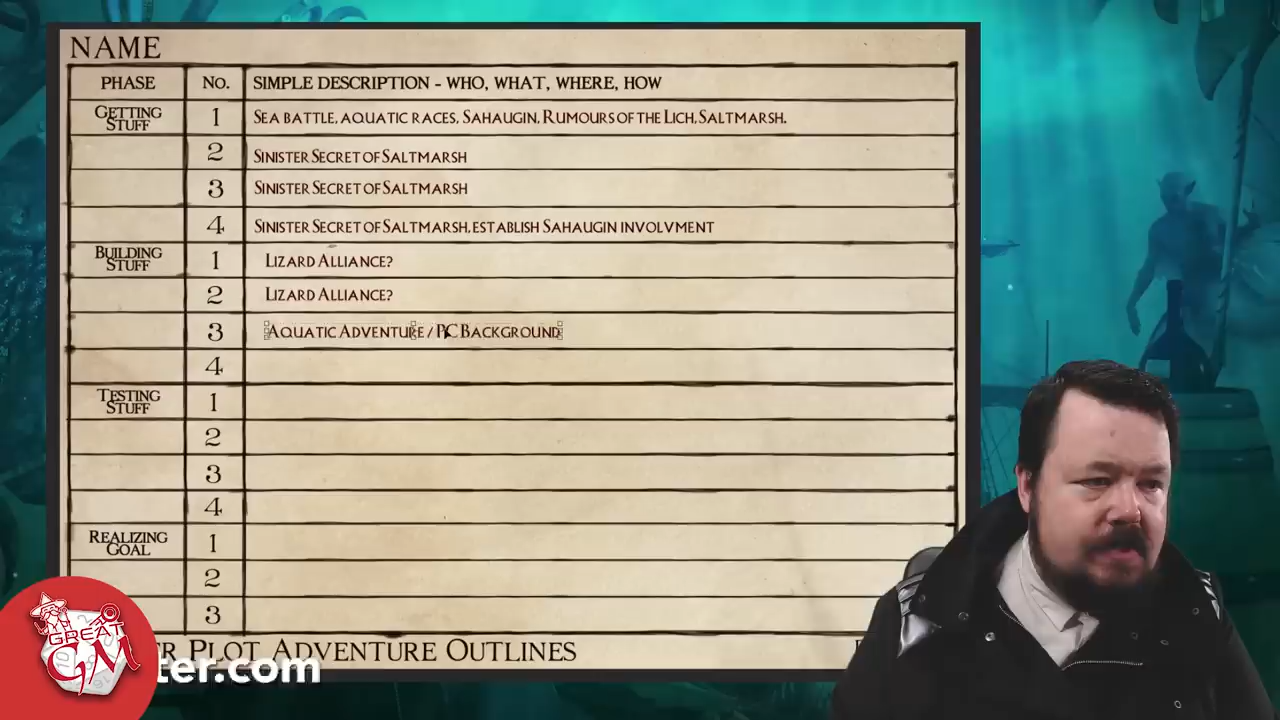 NAME
PHASE No. SIMPLE DESCRIPTION - WHO, WHAT, WHERE, HOW
GETTING STUFF 1 SEA BATTLE, AQUATIC RACES, SAHAUGIN, RUMOURS OF THE LICH, SALTMARSH.
2 SINISTER SECRET OF SALTMARSH
3 SINISTER SECRET OF SALTMARSH
4 SINISTER SECRET OF SALTMARSH, ESTABLISH SAHAUGIN INVOLVMENT
BUILDING STUFF 1 LIZARD ALLIANCE?
2 LIZARD ALLIANCE?
3 AQUATIC ADVENTURE / PC BACKGROUND
4
TESTING STUFF 1
2
3
4
REALIZING GOAL 1
2
3
PLOT ADVENTURE OUTLINES
ter.com
GREAT GM